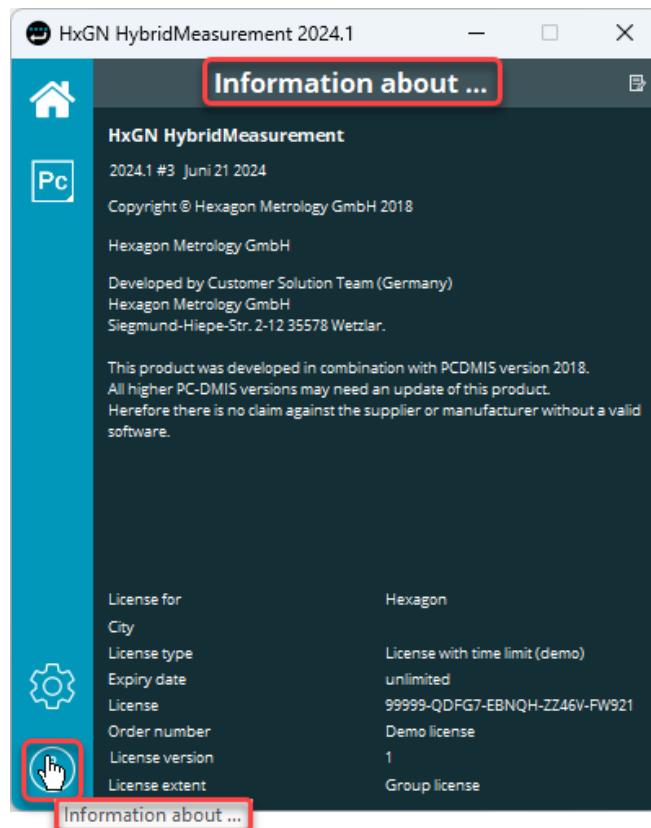 HxGN HybridMeasurement 2024.1
Information about ...
HxGN HybridMeasurement
2024.1 #3 Juni 21 2024
Pc
Copyright © Hexagon Metrology GmbH 2018
Hexagon Metrology GmbH
Developed by Customer Solution Team (Germany)
Hexagon Metrology GmbH
Siegmund-Hiepe-Str. 2-12 35578 Wetzlar.
This product was developed in combination with PCDMIS version 2018.
All higher PC-DMIS versions may need an update of this product.
Herefore there is no claim against the supplier or manufacturer without a valid
software.
License for Hexagon
City
License type License with time limit (demo)
Expiry date unlimited
License 99999-QDFG7-EBNQH-ZZ46V-FW921
Order number Demo license
License version 1
License extent Group license
Information about ...